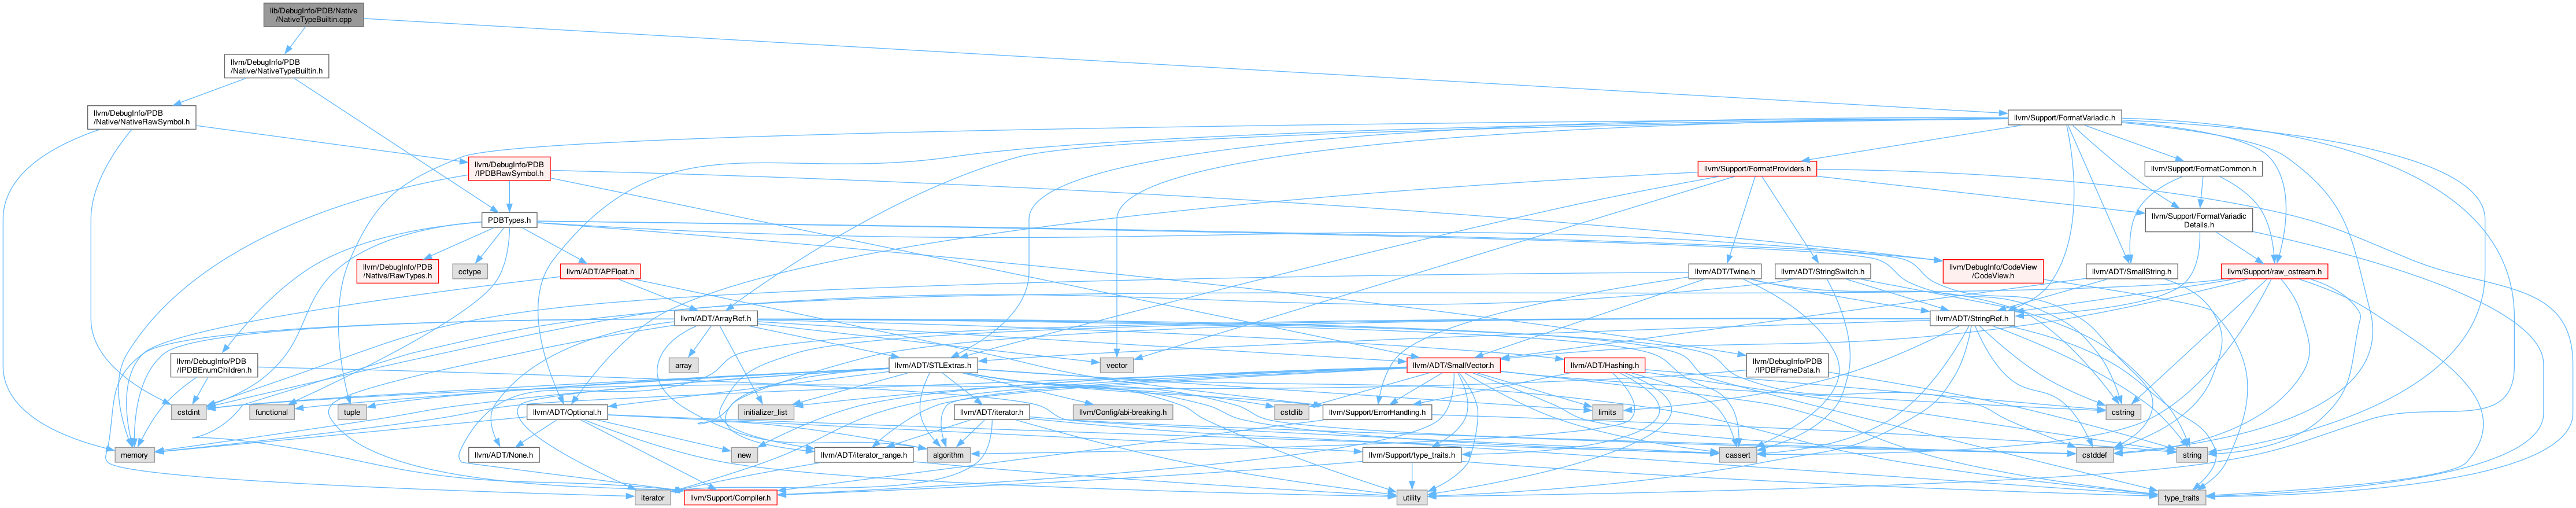 lib/DebugInfo/PDB/Native
/NativeTypeBuiltin.cpp
llvm/DebugInfo/PDB
/Native/NativeTypeBuiltin.h
llvm/DebugInfo/PDB
/Native/NativeRawSymbol.h
llvm/Support/FormatVariadic.h
llvm/DebugInfo/PDB
/IPDBRawSymbol.h
llvm/Support/FormatProviders.h
llvm/Support/FormatCommon.h
PDBTypes.h
llvm/Support/FormatVariadic
Details.h
llvm/DebugInfo/PDB
/Native/RawTypes.h
cctype
llvm/ADT/APFloat.h
llvm/ADT/Twine.h
llvm/ADT/StringSwitch.h
llvm/DebugInfo/CodeView
/CodeView.h
llvm/ADT/SmallString.h
llvm/Support/raw_ostream.h
llvm/ADT/ArrayRef.h
llvm/ADT/StringRef.h
llvm/DebugInfo/PDB
/IPDBEnumChildren.h
array
llvm/ADT/STLExtras.h
vector
llvm/ADT/SmallVector.h
llvm/ADT/Hashing.h
llvm/DebugInfo/PDB
/IPDBFrameData.h
cstdint
functional
tuple
llvm/ADT/Optional.h
initializer_list
llvm/ADT/iterator.h
llvm/Config/abi-breaking.h
cstdlib
llvm/Support/ErrorHandling.h
limits
cstring
memory
llvm/ADT/None.h
new
llvm/ADT/iterator_range.h
algorithm
llvm/Support/type_traits.h
cassert
cstddef
string
iterator
llvm/Support/Compiler.h
utility
type_traits